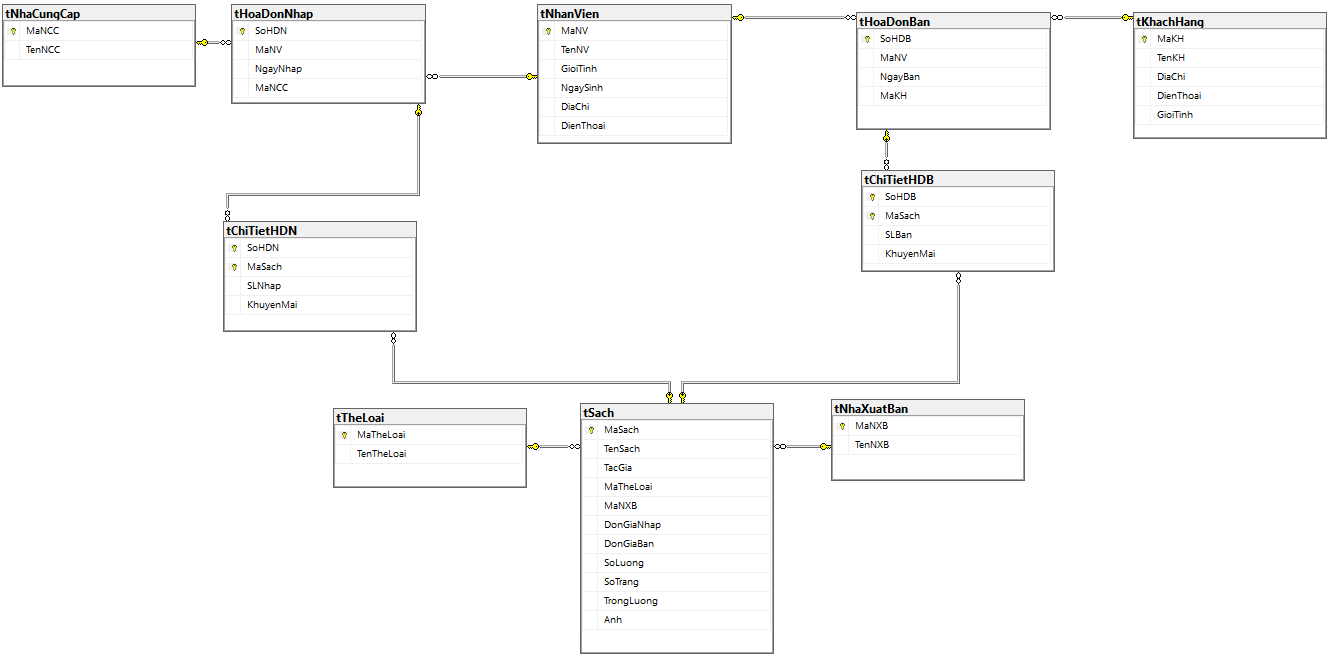 tNhaCungCap
MaNCC
TenNCC
tHoaDonNhap
SoHDN
MaNV
NgayNhap
MaNCC
tNhanVien
MaNV
TenNV
GioiTinh
NgaySinh
DiaChi
DienThoai
tHoaDonBan
SoHDB
MaNV
NgayBan
MaKH
tKhachHang
MaKH
TenKH
DiaChi
DienThoai
GioiTinh
tChiTietHDN
SoHDN
MaSach
SLNhap
KhuyenMai
tChiTietHDB
SoHDB
MaSach
SLBan
KhuyenMai
tTheLoai
MaTheLoai
TenTheLoai
tSach
MaSach
TenSach
TacGia
MaTheLoai
MaNXB
DonGiaNhap
DonGiaBan
SoLuong
SoTrang
TrongLuong
Anh
tNhaXuatBan
MaNXB
TenNXB